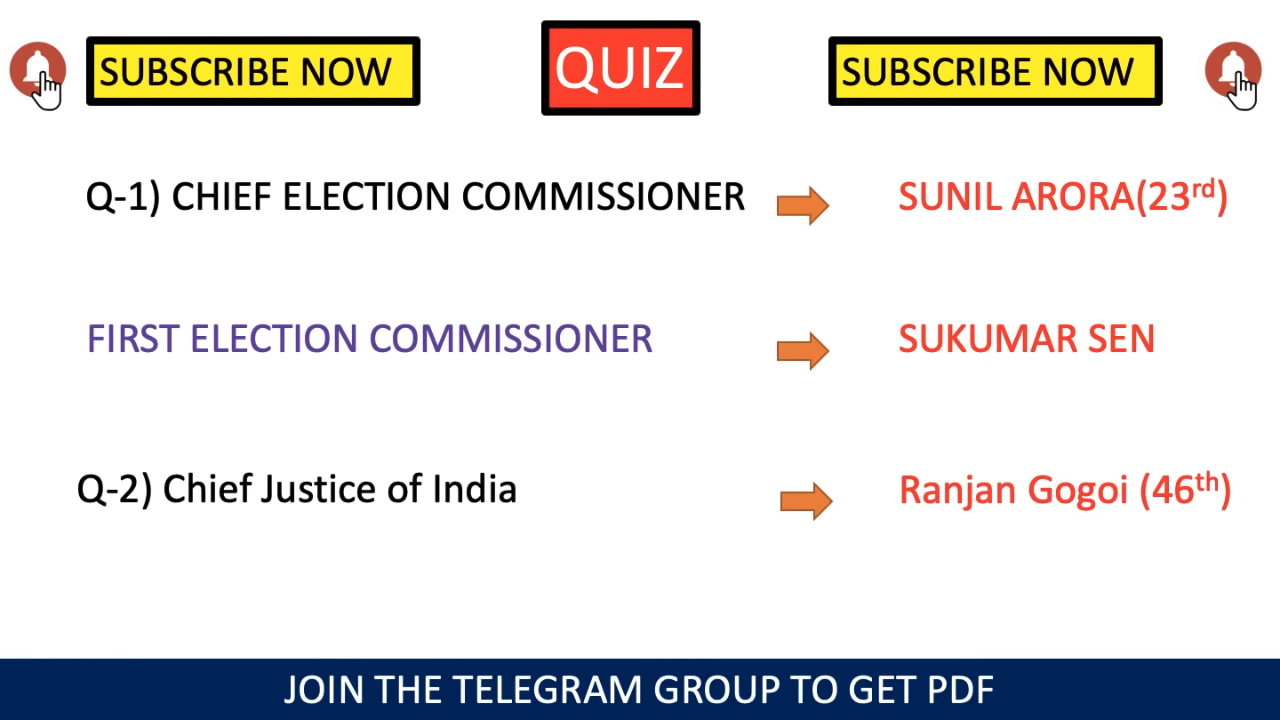 SUBSCRIBE NOW
QUIZ
SUBSCRIBE NOW
Q-1) CHIEF ELECTION COMMISSIONER SUNIL ARORA(23rd)
FIRST ELECTION COMMISSIONER SUKUMAR SEN
Q-2) Chief Justice of India Ranjan Gogoi (46th)
JOIN THE TELEGRAM GROUP TO GET PDF